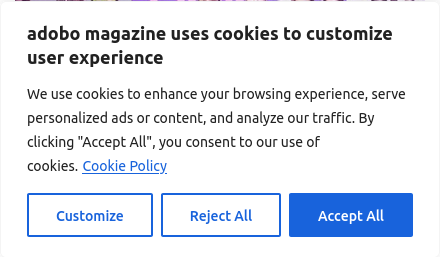 adobo magazine uses cookies to customize
user experience
We use cookies to enhance your browsing experience, serve
personalized ads or content, and analyze our traffic. By
clicking "Accept All", you consent to our use of
cookies. Cookie Policy
Customize
Reject All
Accept All